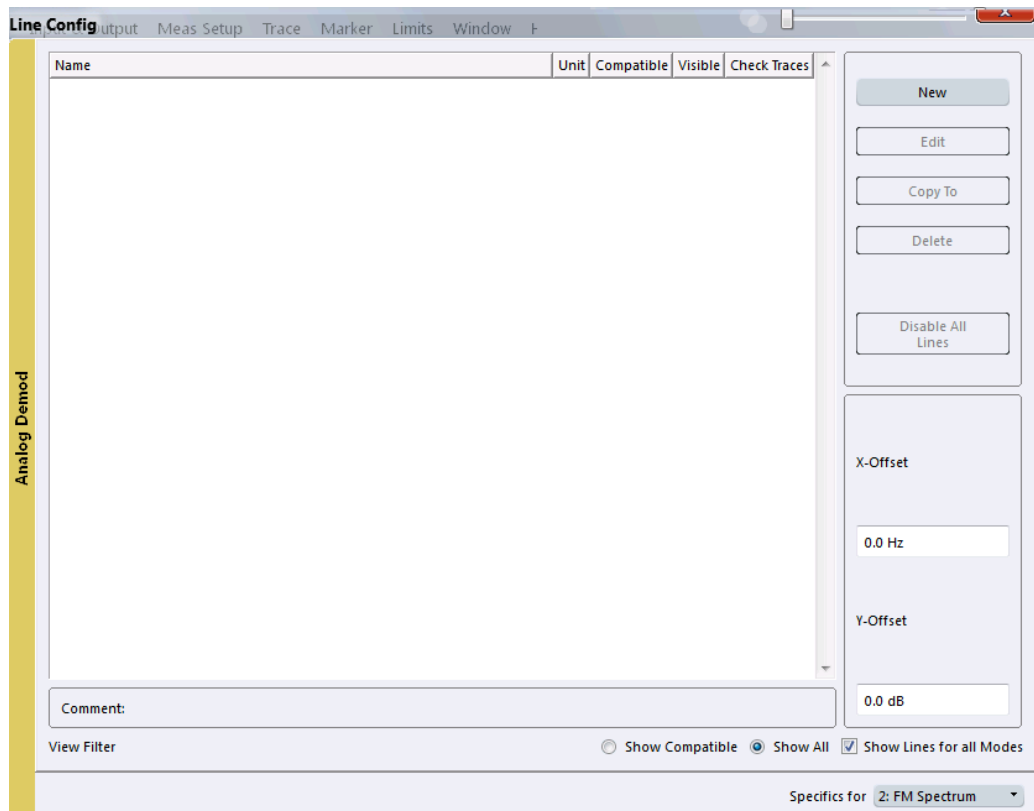 Line Config
Output Meas Setup Trace Marker Limits Window
Name Unit Compatible Visible Check Traces
New
Edit
Copy To
Delete
Disable All
Lines
Analog Demod
X-Offset
0.0 Hz
Y-Offset
0.0 dB
Comment:
View Filter Show Compatible Show All Show Lines for all Modes
Specifics for 2: FM Spectrum